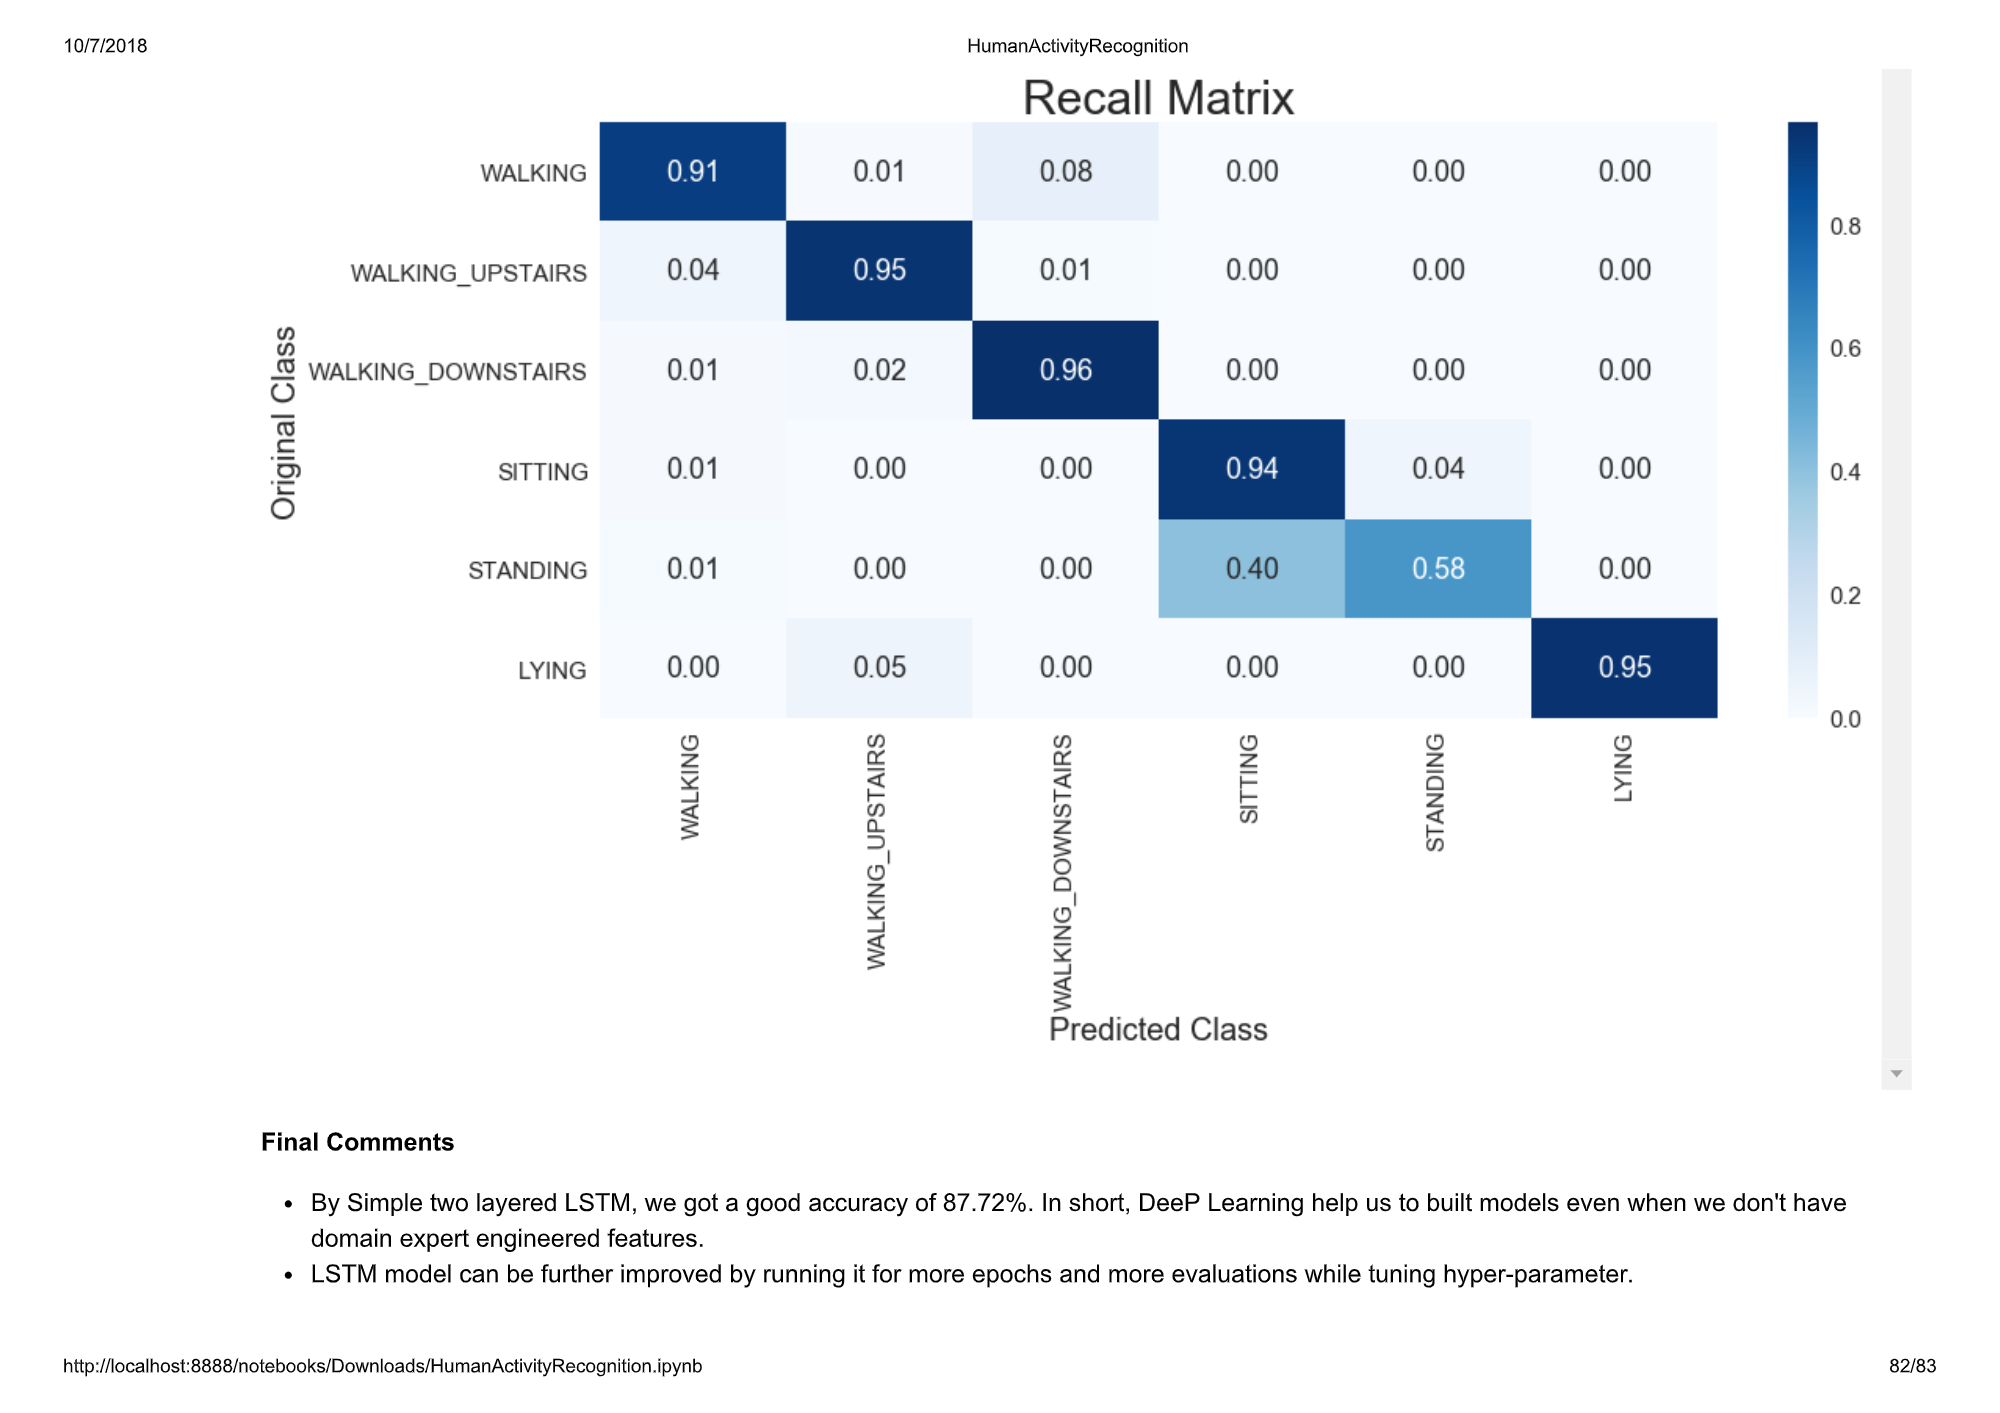 10/7/2018 HumanActivityRecognition
Recall Matrix
WALKING 0.91 0.01 0.08 0.00 0.00 0.00
0.8
WALKING_UPSTAIRS 0.04 0.95 0.01 0.00 0.00 0.00
0.6
WALKING_DOWNSTAIRS 0.01 0.02 0.96 0.00 0.00 0.00
Original Class
SITTING 0.01 0.00 0.00 0.94 0.04 0.00
0.4
STANDING 0.01 0.00 0.00 0.40 0.58 0.00
0.2
LYING 0.00 0.05 0.00 0.00 0.00 0.95
0.0
WALKING
WALKING_UPSTAIRS
WALKING_DOWNSTAIRS
SITTING
STANDING
LYING
Predicted Class
Final Comments
• By Simple two layered LSTM, we got a good accuracy of 87.72%. In short, DeeP Learning help us to built models even when we don't have
domain expert engineered features.
• LSTM model can be further improved by running it for more epochs and more evaluations while tuning hyper-parameter.
http://localhost:8888/notebooks/Downloads/HumanActivityRecognition.ipynb 82/83